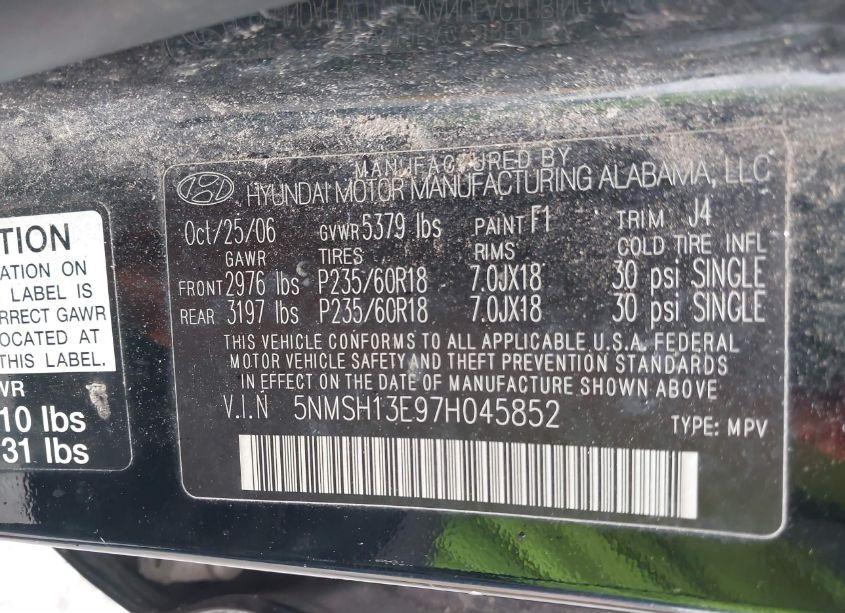 MANUFACTURED BY
HYUNDAI MOTOR MANUFACTURING ALABAMA, LLC
Oct/25/06 GVWR 5379 lbs PAINT F1 TRIM J4
GAWR TIRES RIMS COLD TIRE INFL
FRONT 2976 lbs P235/60R18 7.0JX18 30 psi SINGLE
REAR 3197 lbs P235/60R18 7.0JX18 30 psi SINGLE
THIS VEHICLE CONFORMS TO ALL APPLICABLE U.S.A. FEDERAL
MOTOR VEHICLE SAFETY AND THEFT PREVENTION STANDARDS
IN EFFECT ON THE DATE OF MANUFACTURE SHOWN ABOVE
V.I.N 5NMSH13E97H045852
TYPE: MPV
TION
ATION ON
LABEL IS
RRECT GAWR
OCATED AT
THIS LABEL.
WR
10 lbs
31 lbs